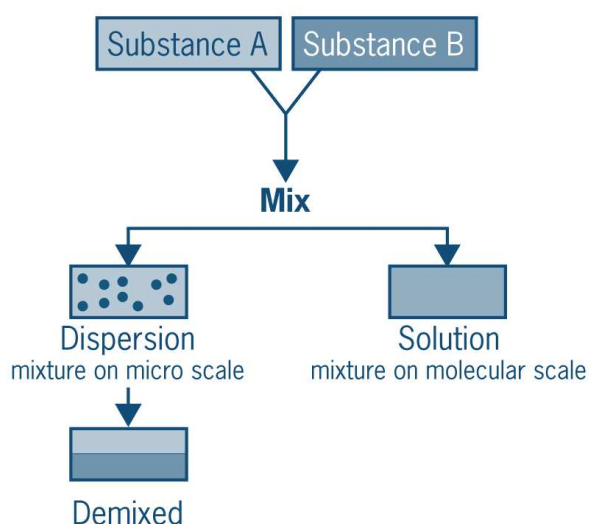 Substance A
Substance B
Mix
Dispersion
mixture on micro scale
Solution
mixture on molecular scale
Demixed